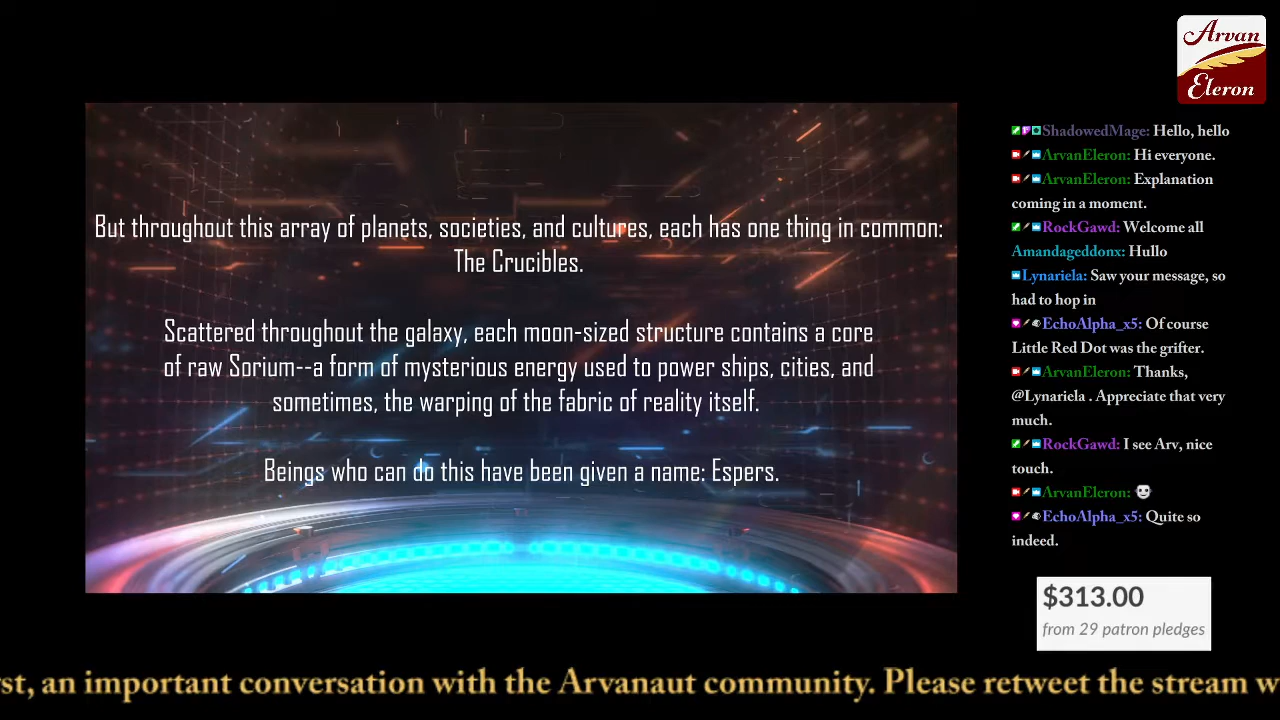 Arvan
Eleron
But throughout this array of planets, societies, and cultures, each has one thing in common:
The Crucibles.
Scattered throughout the galaxy, each moon-sized structure contains a core
of raw Sorium--a form of mysterious energy used to power ships, cities, and
sometimes, the warping of the fabric of reality itself.
Beings who can do this have been given a name: Espers.
ShadowedMage: Hello, hello
ArvanEleron: Hi everyone.
ArvanEleron: Explanation
coming in a moment.
RockGawd: Welcome all
Amandageddonx: Hullo
Lynariela: Saw your message, so
had to hop in
EchoAlpha_x5: Of course
Little Red Dot was the grifter.
ArvanEleron: Thanks,
@Lynariela . Appreciate that very
much.
RockGawd: I see Arv, nice
touch.
ArvanEleron:
EchoAlpha_x5: Quite so
indeed.
$313.00
from 29 patron pledges
st, an important conversation with the Arvanaut community. Please retweet the stream w